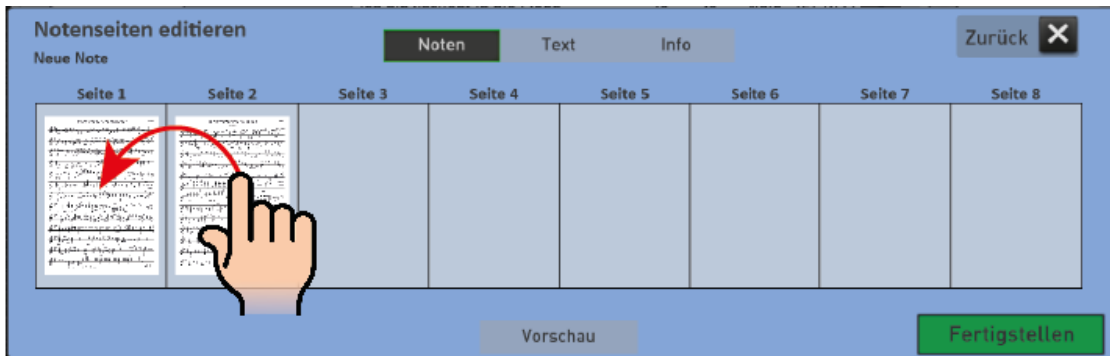 Notenseiten editieren
Neue Note
Noten Text Info
Zurück
Seite 1 Seite 2 Seite 3 Seite 4 Seite 5 Seite 6 Seite 7 Seite 8
Vorschau
Fertigstellen